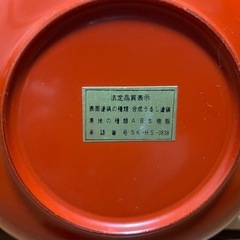 法定品質表示
表面塗装の種類 合成うるし塗装
素地の種類 ABS樹脂
承認番号 SK-HS-0838